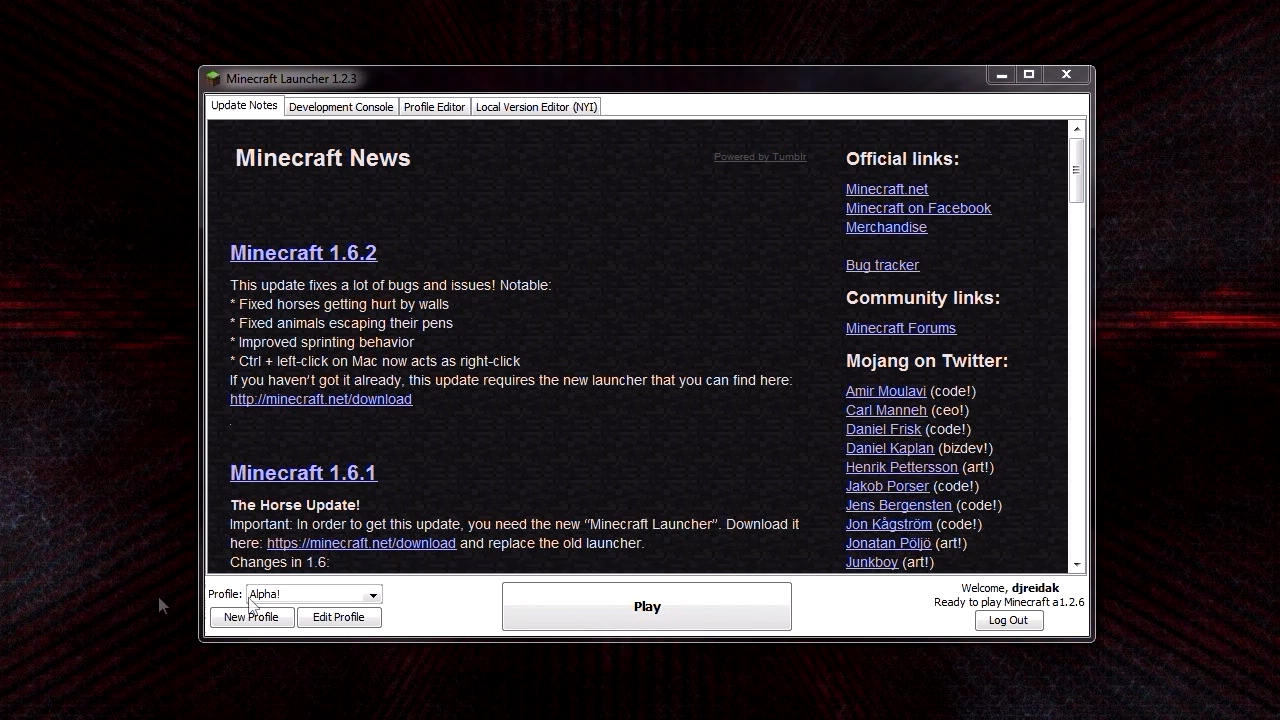 Minecraft Launcher 1.2.3
Update Notes Development Console Profile Editor Local Version Editor (NYI)
Minecraft News
Powered by Tumblr
Minecraft 1.6.2
This update fixes a lot of bugs and issues! Notable:
* Fixed horses getting hurt by walls
* Fixed animals escaping their pens
* Improved sprinting behavior
* Ctrl + left-click on Mac now acts as right-click
If you haven't got it already, this update requires the new launcher that you can find here:
http://minecraft.net/download
.
Minecraft 1.6.1
The Horse Update!
Important: In order to get this update, you need the new “Minecraft Launcher”. Download it
here: https://minecraft.net/download and replace the old launcher.
Changes in 1.6:
Official links:
Minecraft.net
Minecraft on Facebook
Merchandise
Bug tracker
Community links:
Minecraft Forums
Mojang on Twitter:
Amir Moulavi (code!)
Carl Manneh (ceo!)
Daniel Frisk (code!)
Daniel Kaplan (bizdev!)
Henrik Pettersson (art!)
Jakob Porser (code!)
Jens Bergensten (code!)
Jon Kågström (code!)
Jonatan Pöljö (art!)
Junkboy (art!)
Profile: Alpha!
New Profile Edit Profile
Play
Welcome, djreidak
Ready to play Minecraft a1.2.6
Log Out